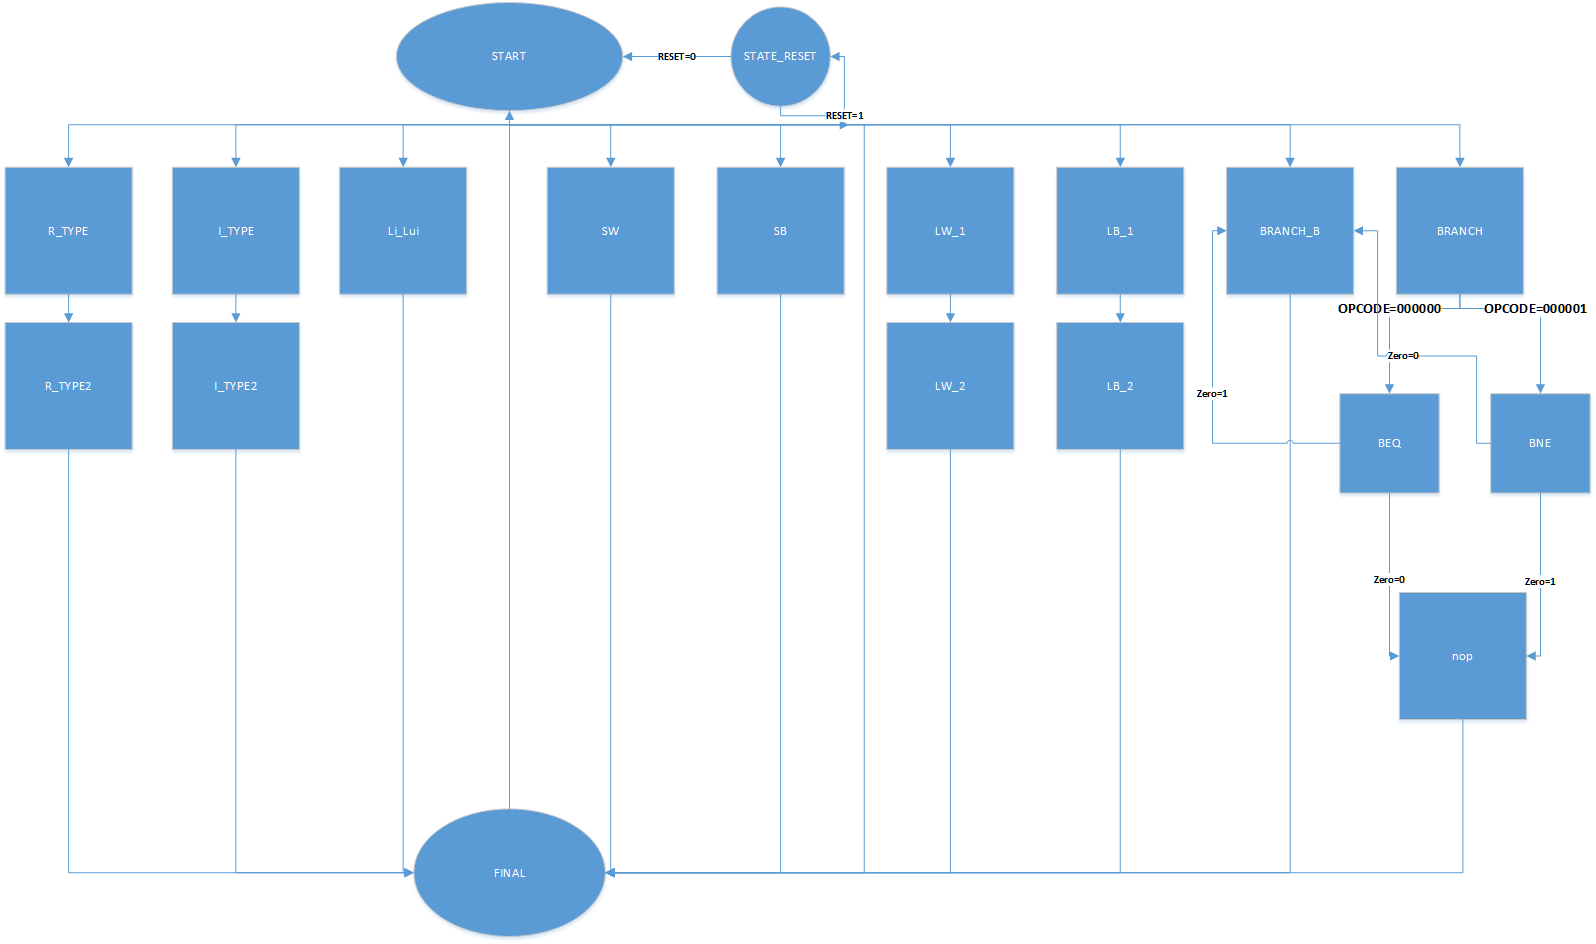 START
STATE_RESET
RESET=0
RESET=1
R_TYPE
I_TYPE
Li_Lui
SW
SB
LW_1
LB_1
BRANCH_B
BRANCH
OPCODE=000000
OPCODE=000001
Zero=0
R_TYPE2
I_TYPE2
LW_2
LB_2
Zero=1
BEQ
BNE
Zero=0
Zero=1
nop
FINAL